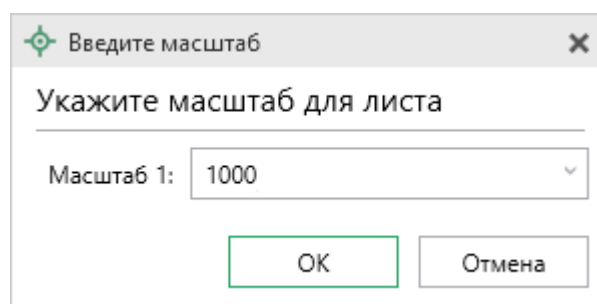 Введите масштаб
Укажите масштаб для листа
Масштаб 1: 1000
ОК Отмена